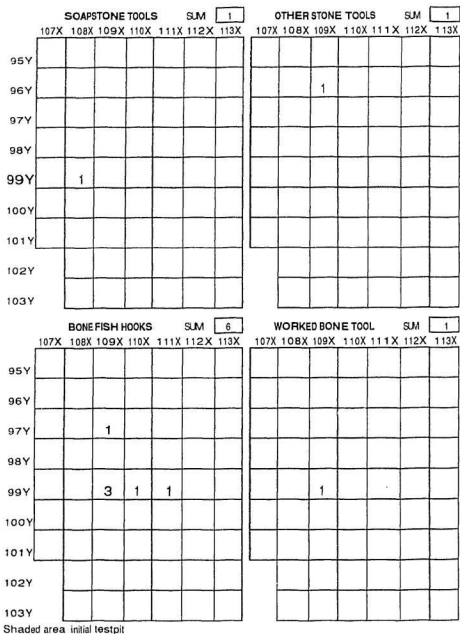 SOAPSTONE TOOLS SUM 1
107X 108X 109X 110X 111X 112X 113X
95Y
96Y
97Y
98Y
99Y 1
100Y
101Y
102Y
103Y
OTHER STONE TOOLS SUM 1
107X 108X 109X 110X 111X 112X 113X
1
BONE FISH HOOKS SUM 6
107X 108X 109X 110X 111X 112X 113X
95Y
96Y
97Y 1
98Y
99Y 3 1 1
100Y
101Y
102Y
103Y
WORKED BONE TOOL SUM 1
107X 108X 109X 110X 111X 112X 113X
1
Shaded area initial testpit